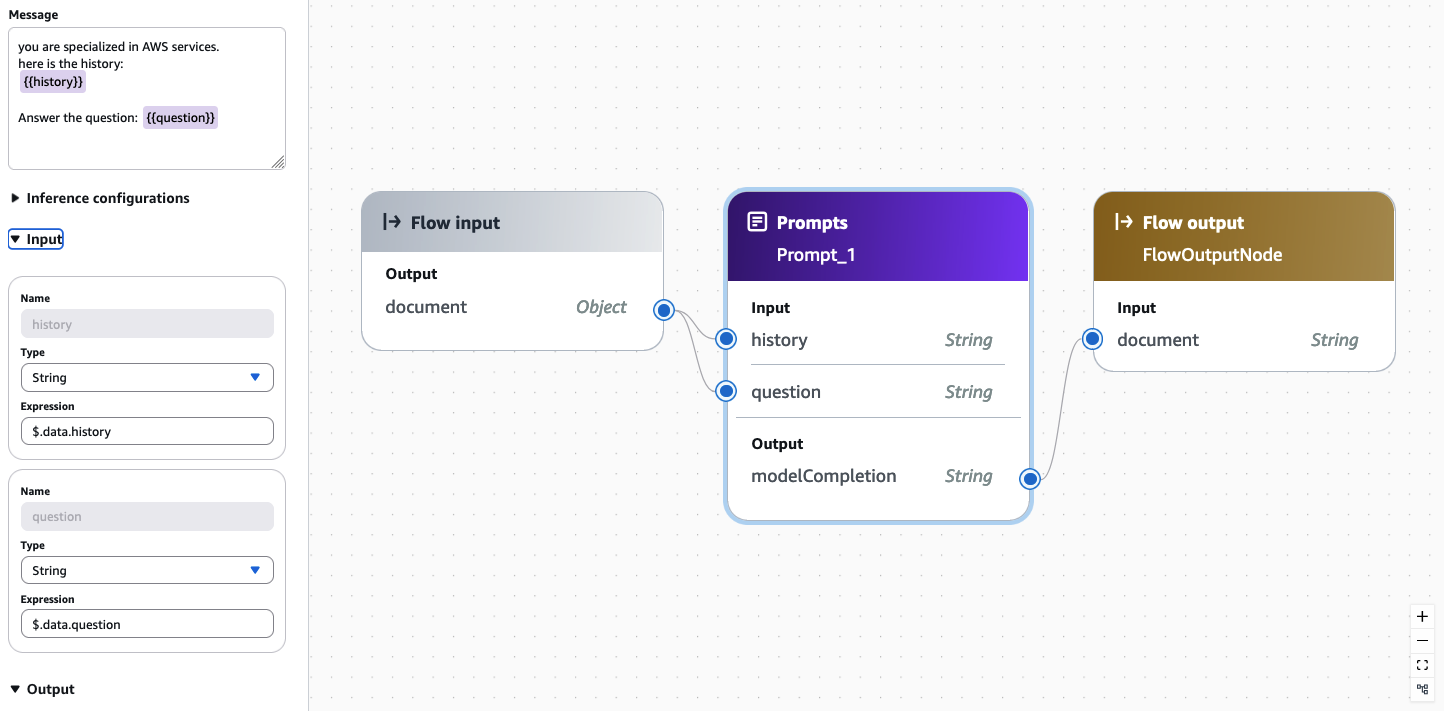 Message
you are specialized in AWS services.
here is the history:
{{history}}
Answer the question: {{question}}
Inference configurations
Input
Name
history
Type
String
Expression
$.data.history
Name
question
Type
String
Expression
$.data.question
Output
Flow input
Output
document Object
Prompts
Prompt_1
Input
history String
question String
Output
modelCompletion String
Flow output
FlowOutputNode
Input
document String